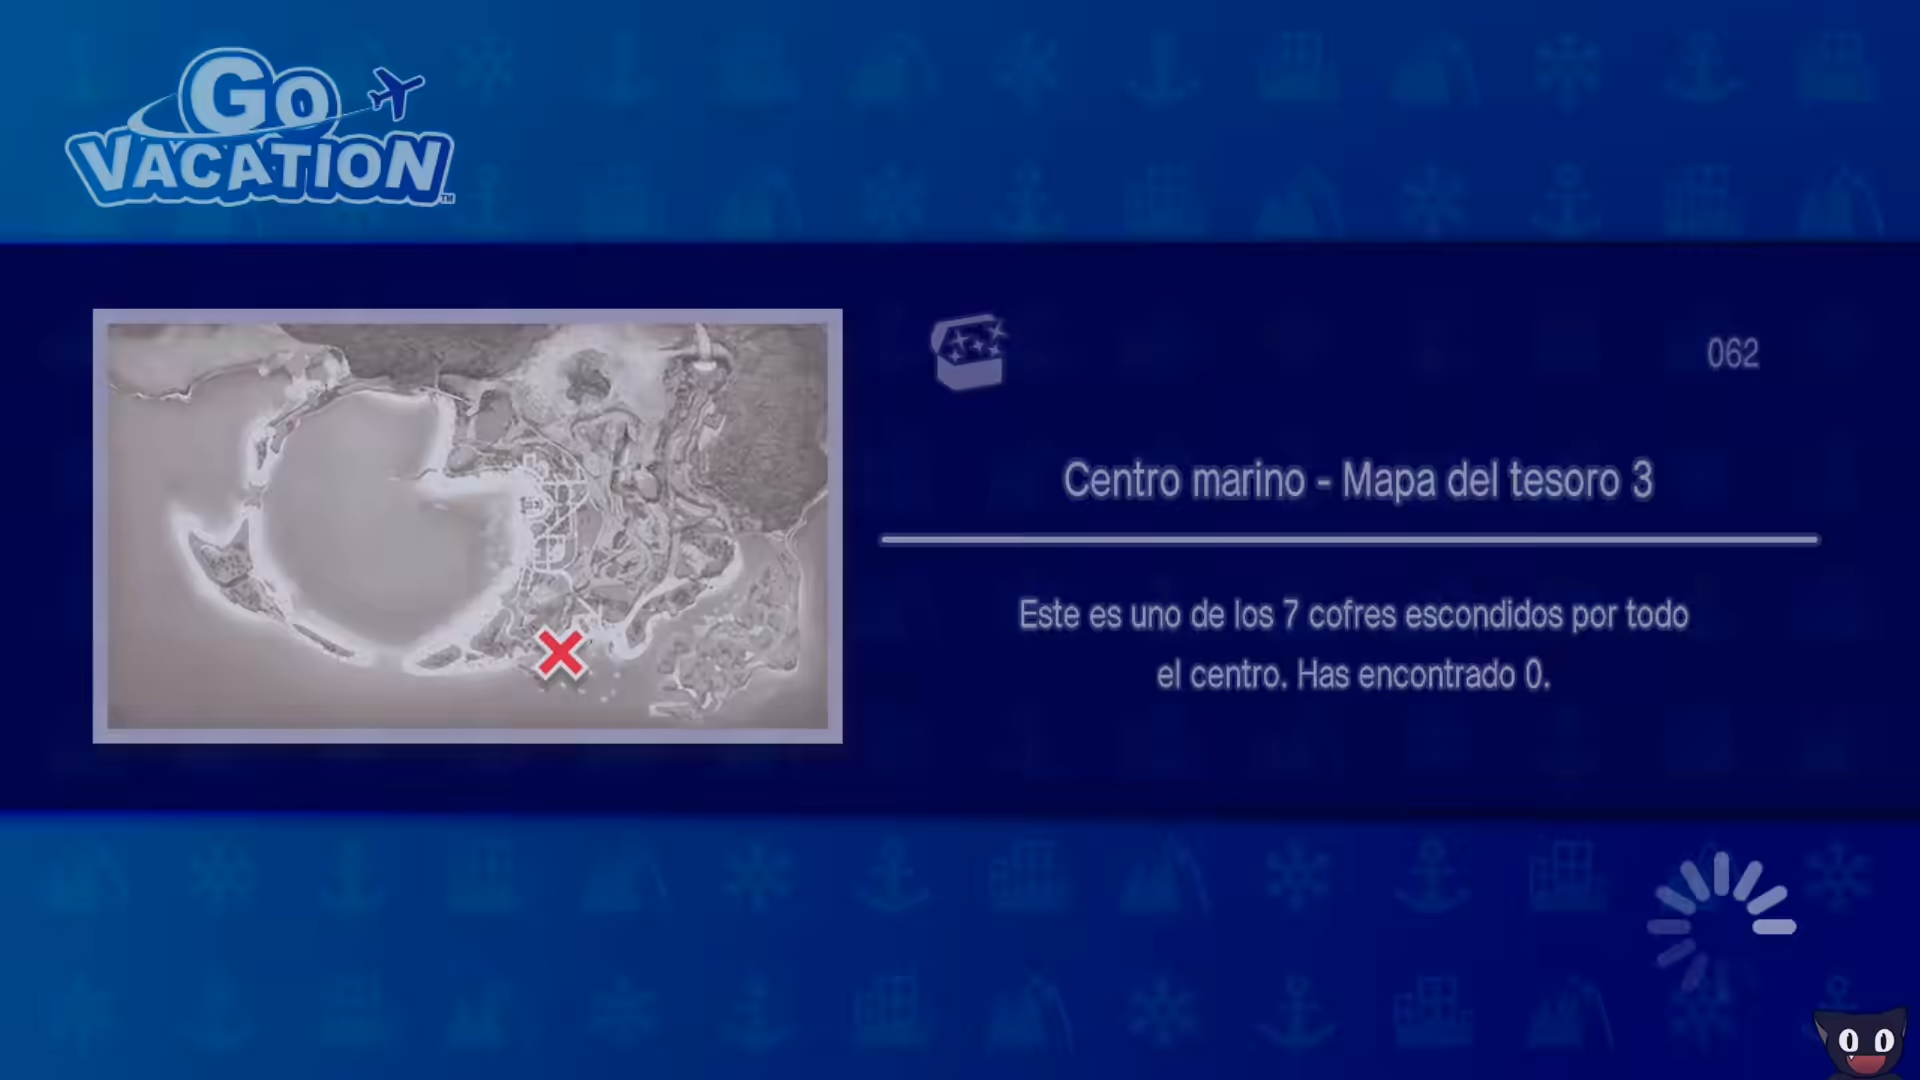 Go
VACATION™
062
Centro marino - Mapa del tesoro 3
Este es uno de los 7 cofres escondidos por todo
el centro. Has encontrado 0.